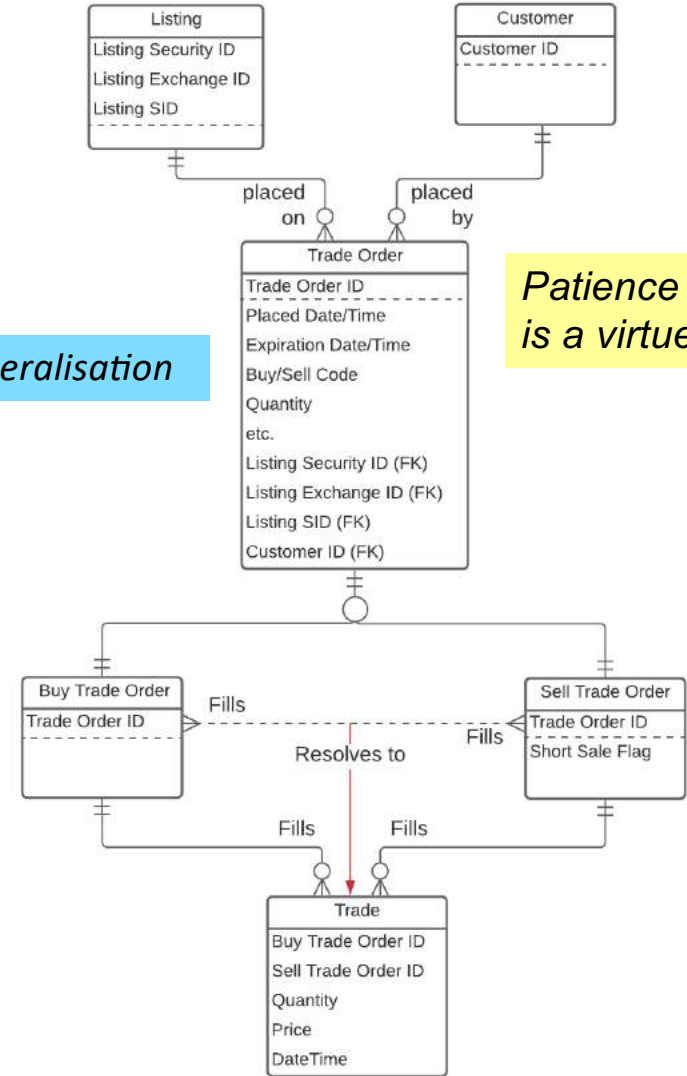 Listing
Listing Security ID
Listing Exchange ID
Listing SID
Customer
Customer ID
placed
on
placed
by
Trade Order
Trade Order ID
Placed Date/Time
Expiration Date/Time
Buy/Sell Code
Quantity
etc.
Listing Security ID (FK)
Listing Exchange ID (FK)
Listing SID (FK)
Customer ID (FK)
eralisation
Patience
is a virtue
Buy Trade Order
Trade Order ID
Fills
Fills
Resolves to
Sell Trade Order
Trade Order ID
Short Sale Flag
Fills
Fills
Trade
Buy Trade Order ID
Sell Trade Order ID
Quantity
Price
DateTime